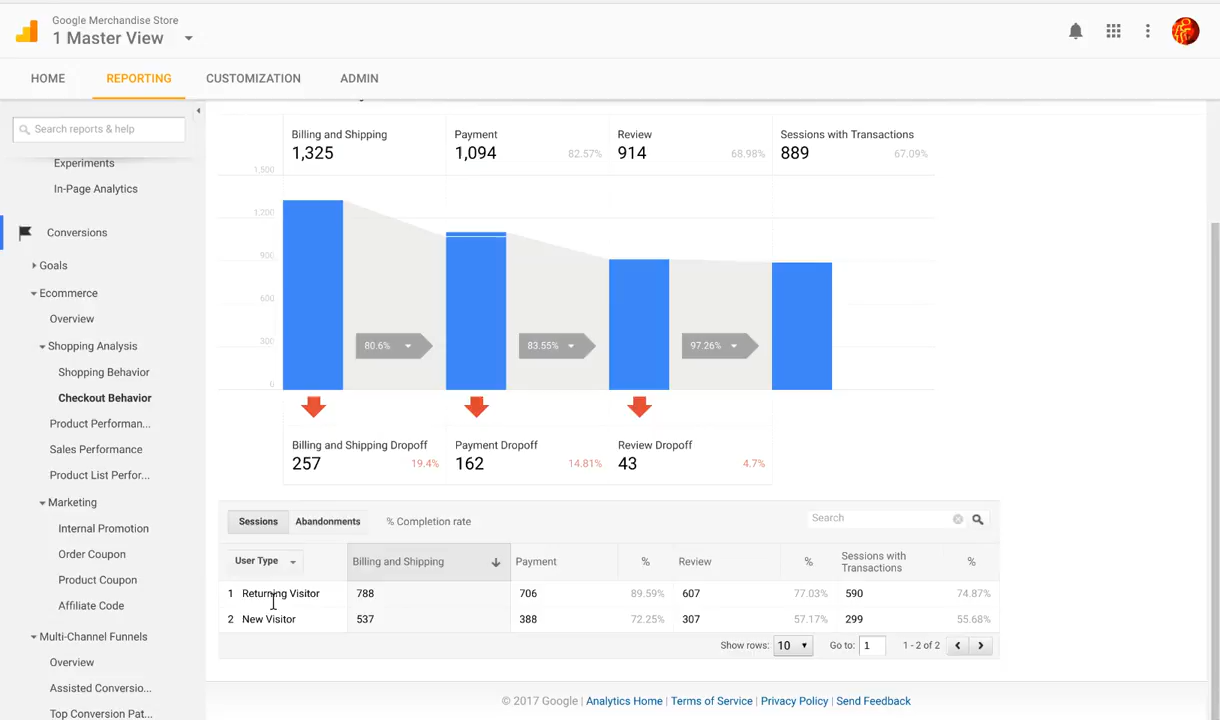 Google Merchandise Store
1 Master View
HOME
REPORTING
CUSTOMIZATION
ADMIN
Search reports & help
Experiments
In-Page Analytics
Conversions
Goals
Ecommerce
Overview
Shopping Analysis
Shopping Behavior
Checkout Behavior
Product Performan...
Sales Performance
Product List Perfor...
Marketing
Internal Promotion
Order Coupon
Product Coupon
Affiliate Code
Multi-Channel Funnels
Overview
Assisted Conversio...
Top Conversion Pat...
Billing and Shipping
1,325
Payment
1,094 82.57%
Review
914 68.98%
Sessions with Transactions
889 67.09%
1,500
1,200
900
600
300
0
80.6%
83.55%
97.26%
Billing and Shipping Dropoff
257 19.4%
Payment Dropoff
162 14.81%
Review Dropoff
43 4.7%
Sessions Abandonments % Completion rate
Search
User Type Billing and Shipping Payment % Review % Sessions with
Transactions %
1 Returning Visitor 788 706 89.59% 607 77.03% 590 74.87%
2 New Visitor 537 388 72.25% 307 57.17% 299 55.68%
Show rows: 10 Go to: 1 1 - 2 of 2
© 2017 Google | Analytics Home | Terms of Service | Privacy Policy | Send Feedback